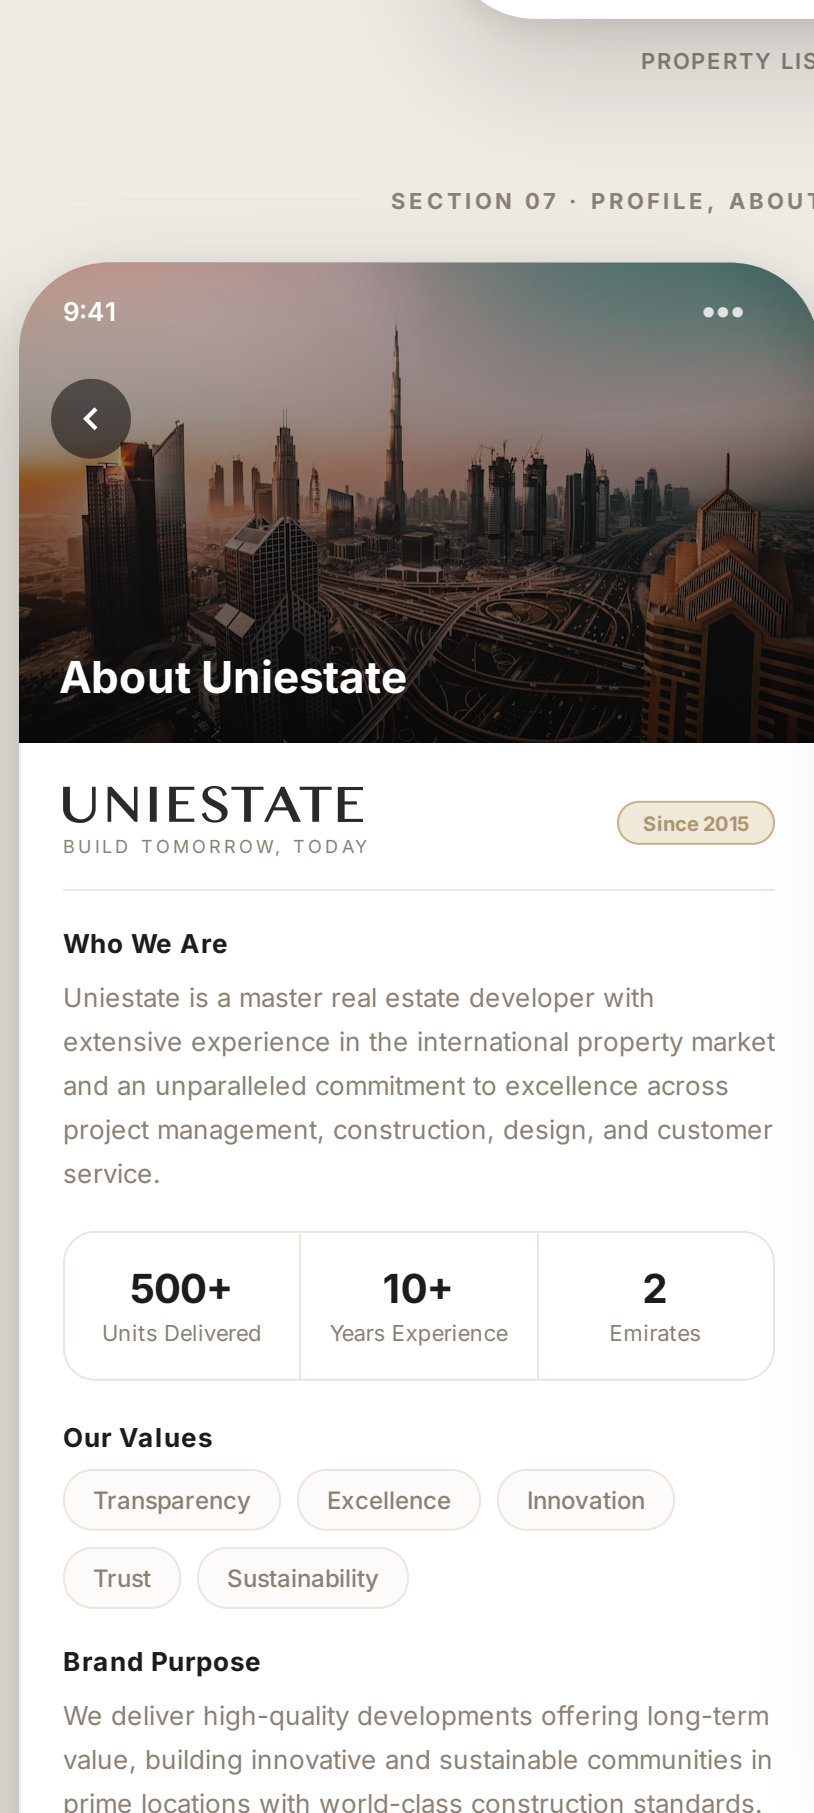 PROPERTY LIS
SECTION 07 · PROFILE, ABOUT
9:41
About Uniestate
UNIESTATE
BUILD TOMORROW, TODAY
Since 2015
Who We Are
Uniestate is a master real estate developer with
extensive experience in the international property market
and an unparalleled commitment to excellence across
project management, construction, design, and customer
service.
500+
Units Delivered
10+
Years Experience
2
Emirates
Our Values
Transparency
Excellence
Innovation
Trust
Sustainability
Brand Purpose
We deliver high-quality developments offering long-term
value, building innovative and sustainable communities in
prime locations with world-class construction standards.